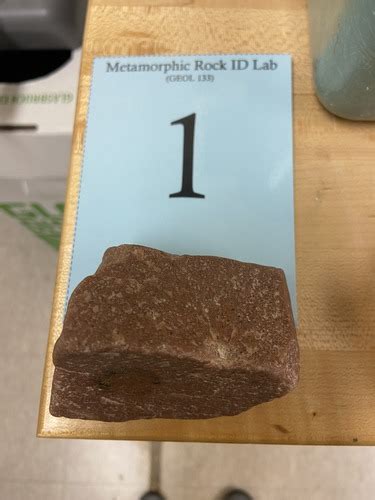 Metamorphic Rock ID Lab
(GEOL 133)
1